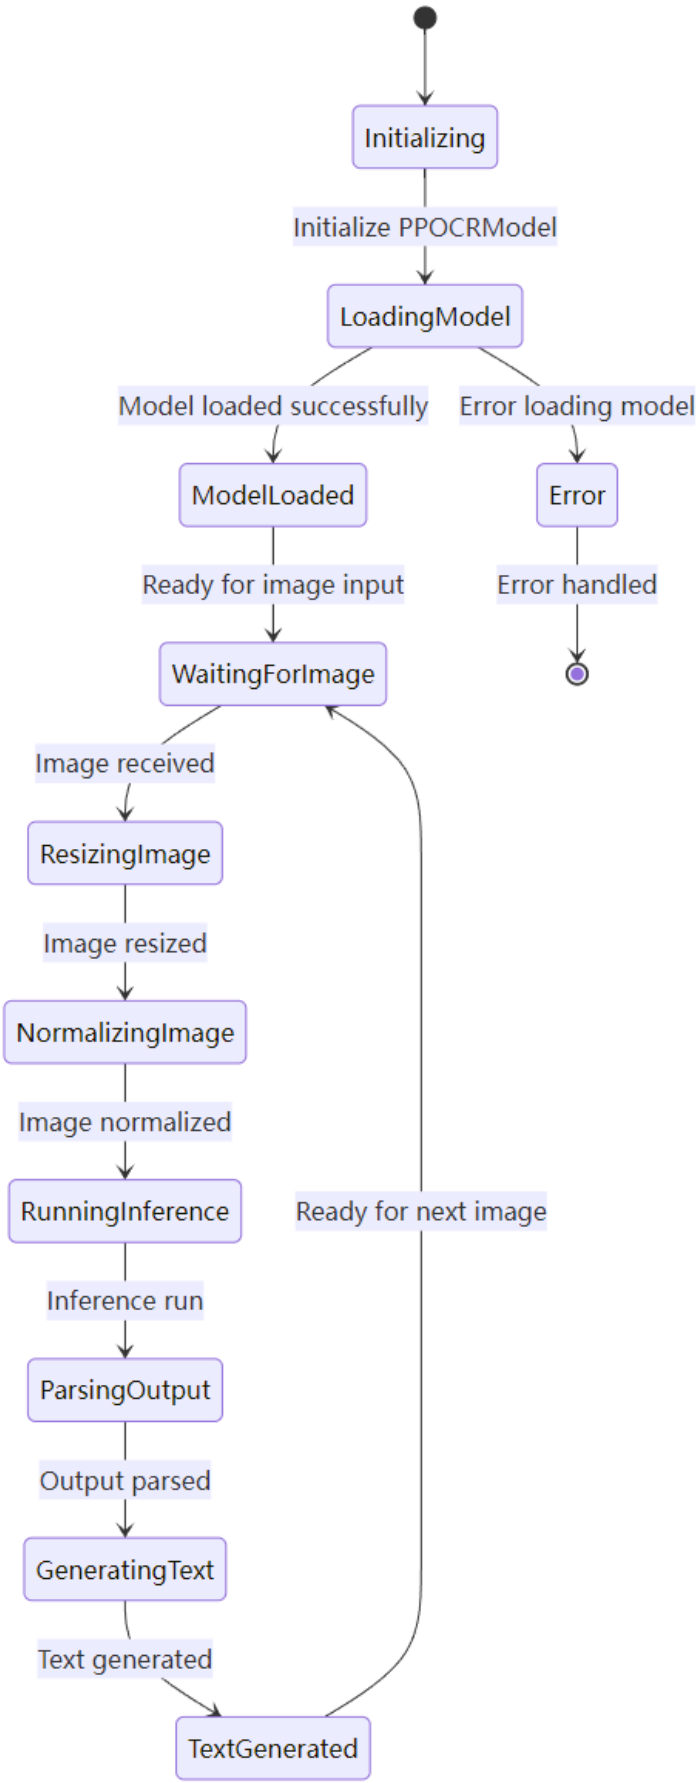 Initializing
Initialize PPOCRModel
LoadingModel
Model loaded successfully
Error loading model
ModelLoaded
Error
Ready for image input
Error handled
WaitingForImage
Image received
ResizingImage
Image resized
NormalizingImage
Image normalized
RunningInference
Ready for next image
Inference run
ParsingOutput
Output parsed
GeneratingText
Text generated
TextGenerated